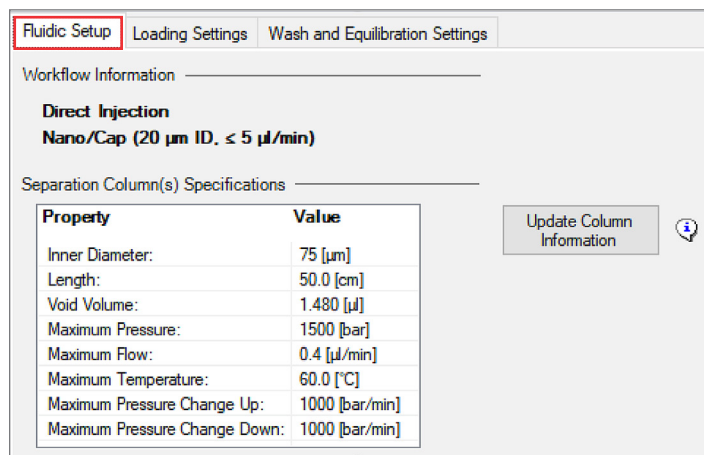 Fluidic Setup Loading Settings Wash and Equilibration Settings
Workflow Information
Direct Injection
Nano/Cap (20 µm ID, ≤ 5 µl/min)
Separation Column(s) Specifications
Property Value
Inner Diameter: 75 [µm]
Length: 50.0 [cm]
Void Volume: 1.480 [µl]
Maximum Pressure: 1500 [bar]
Maximum Flow: 0.4 [µl/min]
Maximum Temperature: 60.0 [°C]
Maximum Pressure Change Up: 1000 [bar/min]
Maximum Pressure Change Down: 1000 [bar/min]
Update Column
Information